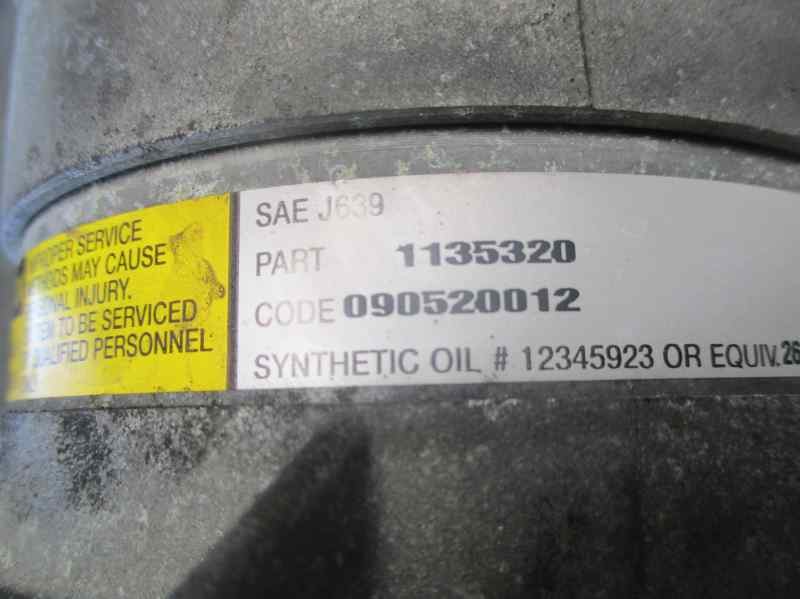 SERVICE
MAY CAUSE
INJURY.
TO BE SERVICED
QUALIFIED PERSONNEL
SAE J639
PART 1135320
CODE 090520012
SYNTHETIC OIL # 12345923 OR EQUIV. 26